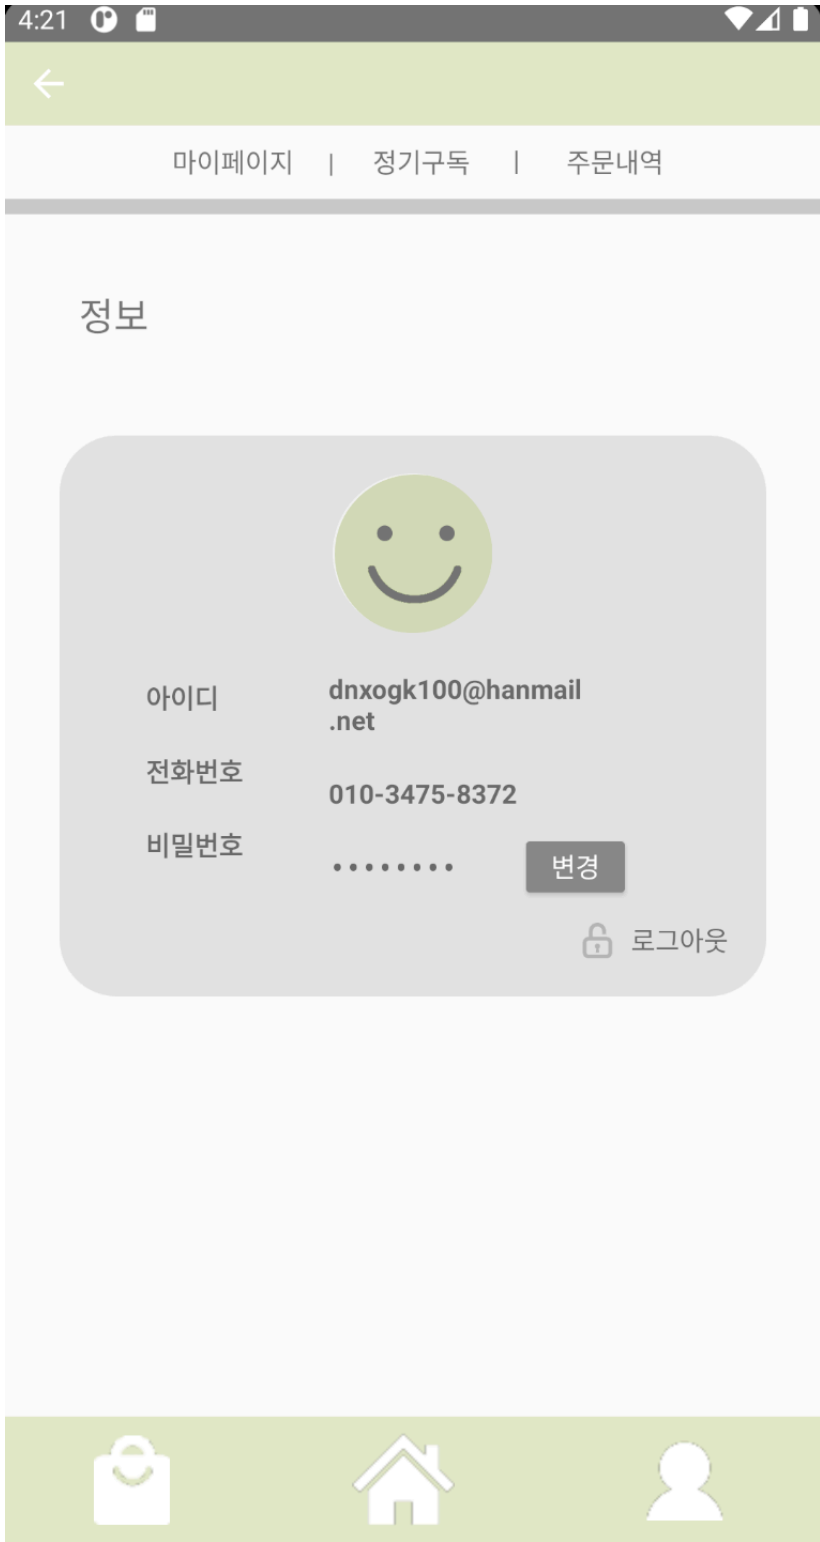 4:21
마이페이지 | 정기구독 | 주문내역
정보
아이디 dnxogk100@hanmail
.net
전화번호 010-3475-8372
비밀번호 ········ 변경
로그아웃